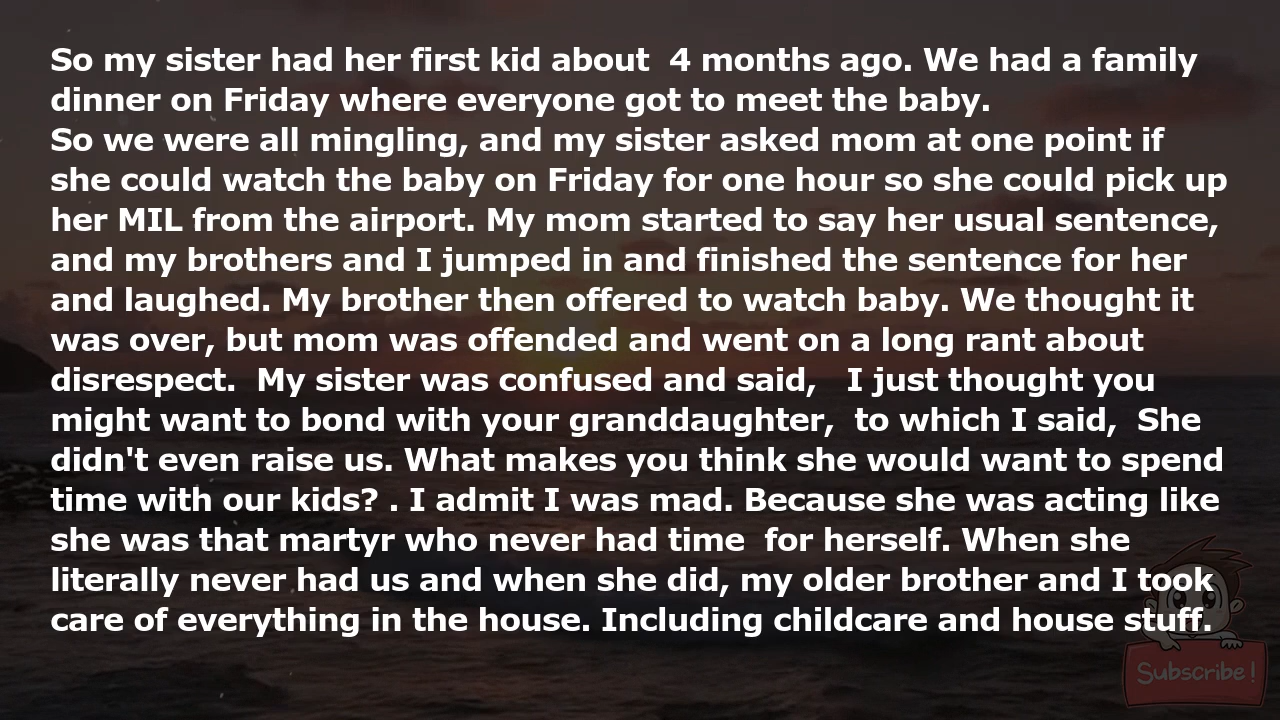 So my sister had her first kid about  4 months ago. We had a family
dinner on Friday where everyone got to meet the baby.
So we were all mingling, and my sister asked mom at one point if
she could watch the baby on Friday for one hour so she could pick up
her MIL from the airport. My mom started to say her usual sentence,
and my brothers and I jumped in and finished the sentence for her
and laughed. My brother then offered to watch baby. We thought it
was over, but mom was offended and went on a long rant about
disrespect.  My sister was confused and said,   I just thought you
might want to bond with your granddaughter,  to which I said,  She
didn't even raise us. What makes you think she would want to spend
time with our kids? . I admit I was mad. Because she was acting like
she was that martyr who never had time  for herself. When she
literally never had us and when she did, my older brother and I took
care of everything in the house. Including childcare and house stuff.
Subscribe!